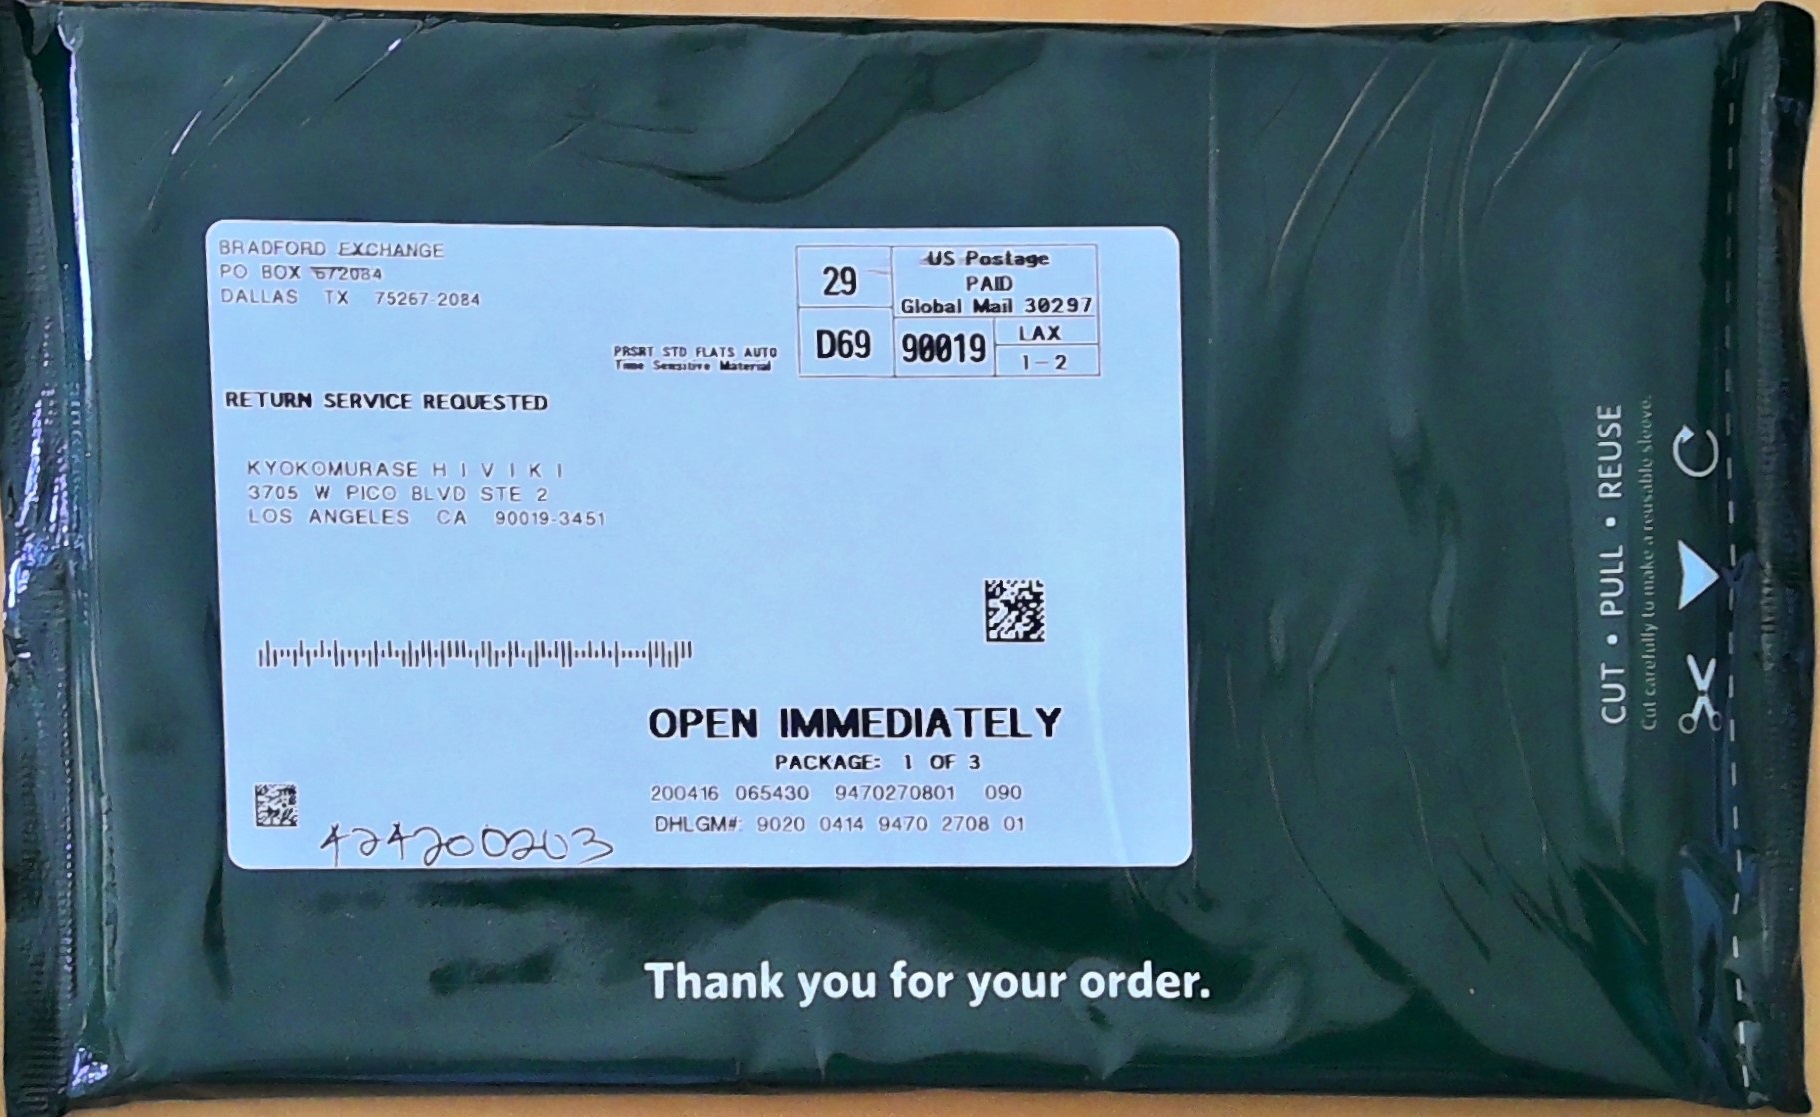 BRADFORD EXCHANGE
PO BOX 672084
DALLAS TX 75267-2084
29
US Postage
PAID
Global Mail 30297
D69
90019
LAX
1-2
PRSRT STD FLATS AUTO
Time Sensitive Material
RETURN SERVICE REQUESTED
KYOKOMURASE H I V I K I
3705 W PICO BLVD STE 2
LOS ANGELES CA 90019-3451
OPEN IMMEDIATELY
PACKAGE: 1 OF 3
200416 065430 9470270801 090
DHLGM#: 9020 0414 9470 2708 01
424200203
Thank you for your order.
CUT • PULL • REUSE
Cut carefully to make a reusable sleeve.